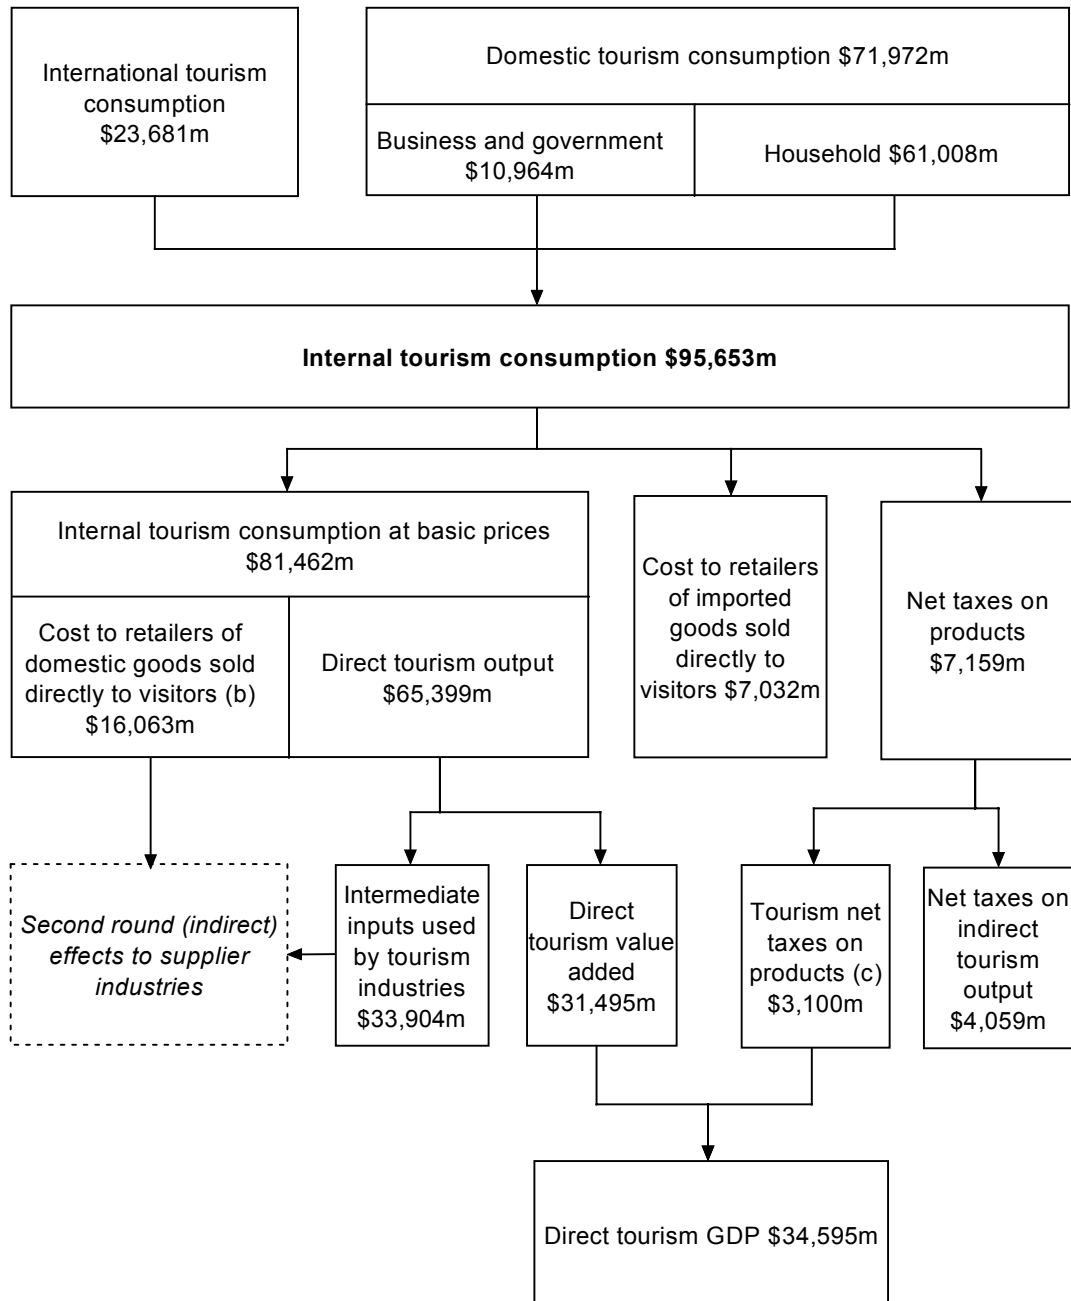 International tourism
consumption
$23,681m
Domestic tourism consumption $71,972m
Business and government
$10,964m
Household $61,008m
Internal tourism consumption $95,653m
Internal tourism consumption at basic prices
$81,462m
Cost to retailers of
domestic goods sold
directly to visitors (b)
$16,063m
Direct tourism output
$65,399m
Cost to retailers
of imported
goods sold
directly to
visitors $7,032m
Net taxes on
products
$7,159m
Second round (indirect)
effects to supplier
industries
Intermediate
inputs used
by tourism
industries
$33,904m
Direct
tourism value
added
$31,495m
Tourism net
taxes on
products (c)
$3,100m
Net taxes on
indirect
tourism
output
$4,059m
Direct tourism GDP $34,595m